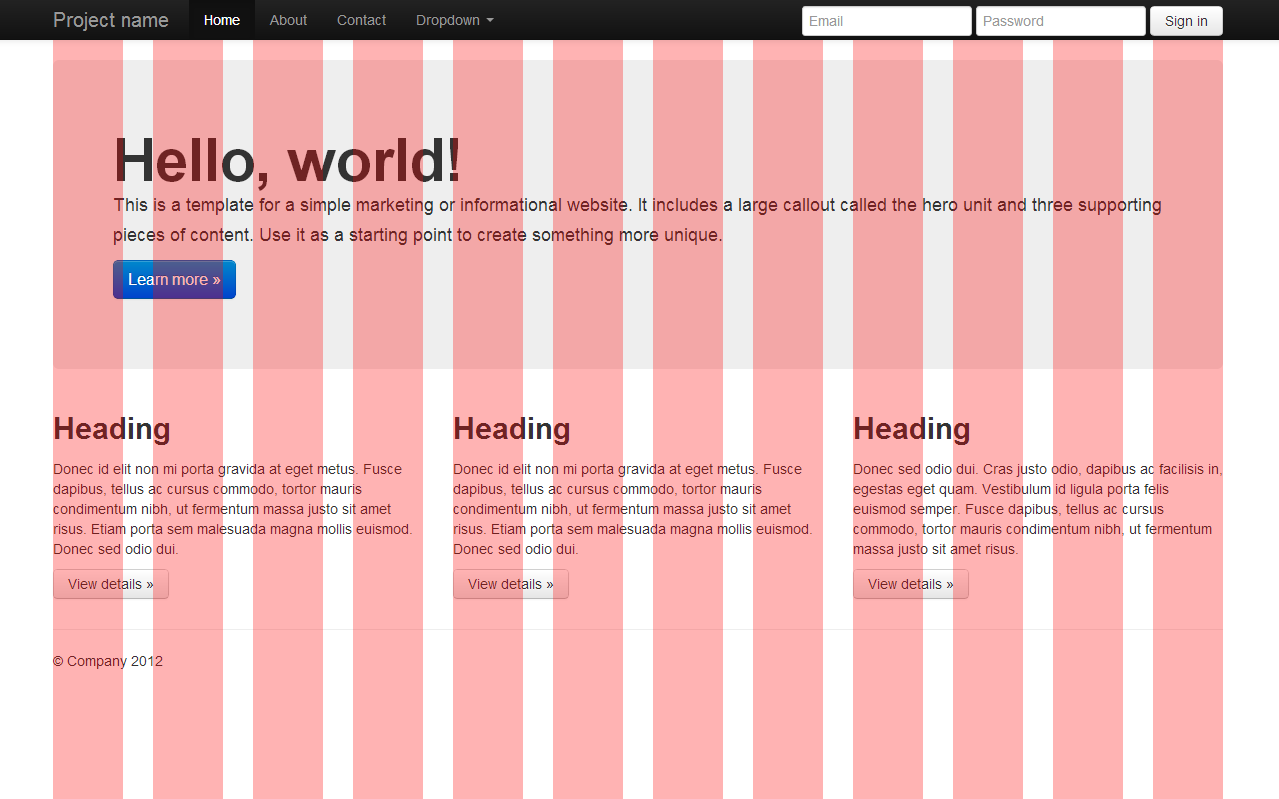 Project name Home About Contact Dropdown Email Password Sign in
Hello, world!
This is a template for a simple marketing or informational website. It includes a large callout called the hero unit and three supporting
pieces of content. Use it as a starting point to create something more unique.
Learn more »
Heading
Donec id elit non mi porta gravida at eget metus. Fusce
dapibus, tellus ac cursus commodo, tortor mauris
condimentum nibh, ut fermentum massa justo sit amet
risus. Etiam porta sem malesuada magna mollis euismod.
Donec sed odio dui.
View details »
Heading
Donec id elit non mi porta gravida at eget metus. Fusce
dapibus, tellus ac cursus commodo, tortor mauris
condimentum nibh, ut fermentum massa justo sit amet
risus. Etiam porta sem malesuada magna mollis euismod.
Donec sed odio dui.
View details »
Heading
Donec sed odio dui. Cras justo odio, dapibus ac facilisis in,
egestas eget quam. Vestibulum id ligula porta felis
euismod semper. Fusce dapibus, tellus ac cursus
commodo, tortor mauris condimentum nibh, ut fermentum
massa justo sit amet risus.
View details »
© Company 2012